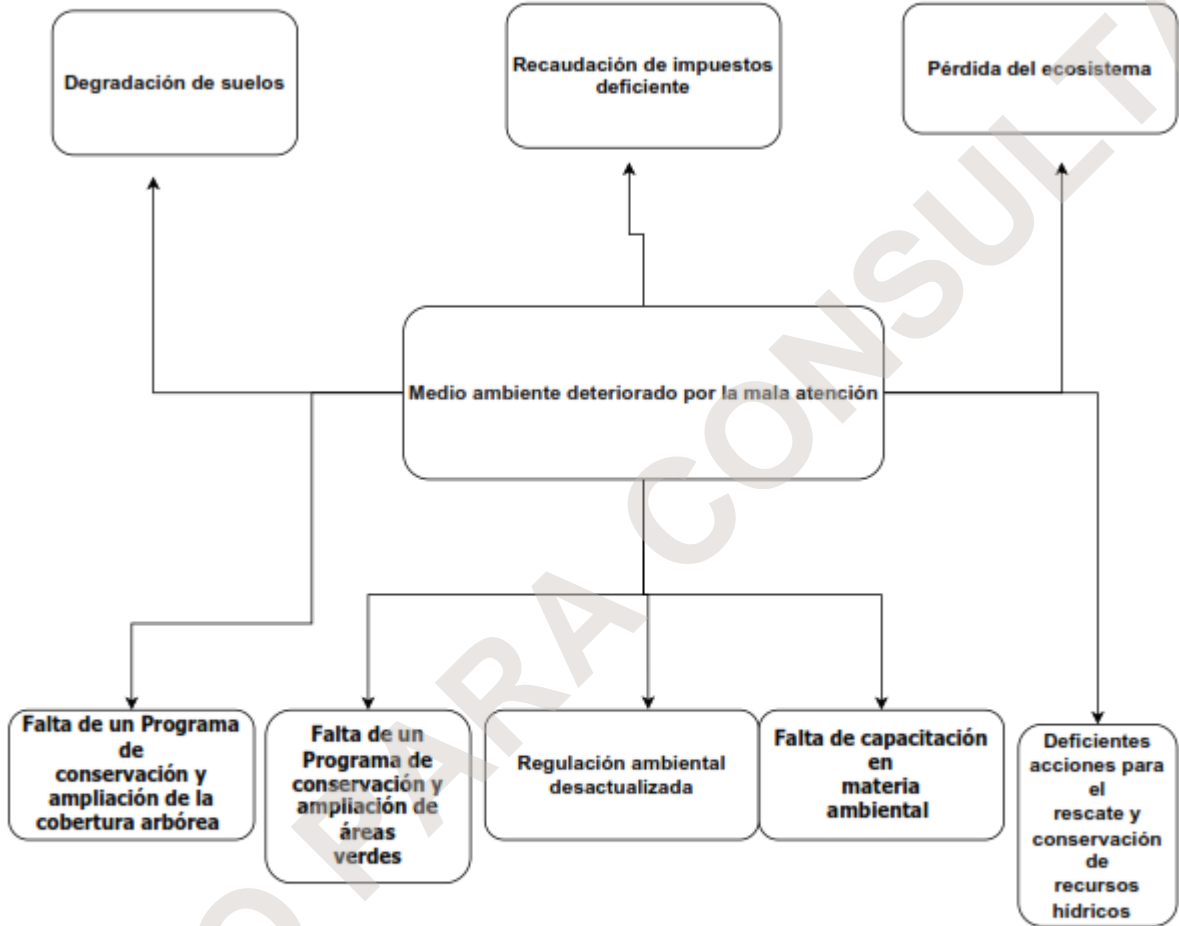 Degradación de suelos
Recaudación de impuestos
deficiente
Pérdida del ecosistema
Medio ambiente deteriorado por la mala atención
Falta de un Programa
de
conservación y
ampliación de la
cobertura arbórea
Falta de un
Programa de
conservación y
ampliación de
áreas
verdes
Regulación ambiental
desactualizada
Falta de capacitación
en
materia
ambiental
Deficientes
acciones para
el
rescate y
conservación
de
recursos
hídricos
PARA CONSULTA